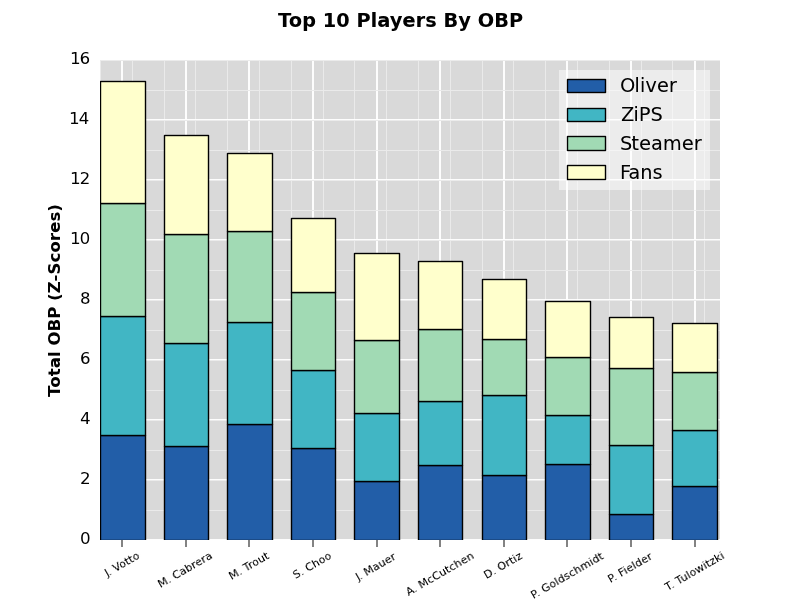 Top 10 Players By OBP
Total OBP (Z-Scores)
16
14
12
10
8
6
4
2
0
Oliver
ZiPS
Steamer
Fans
J. Votto
M. Cabrera
M. Trout
S. Choo
J. Mauer
A. McCutchen
D. Ortiz
P. Goldschmidt
P. Fielder
T. Tulowitzki